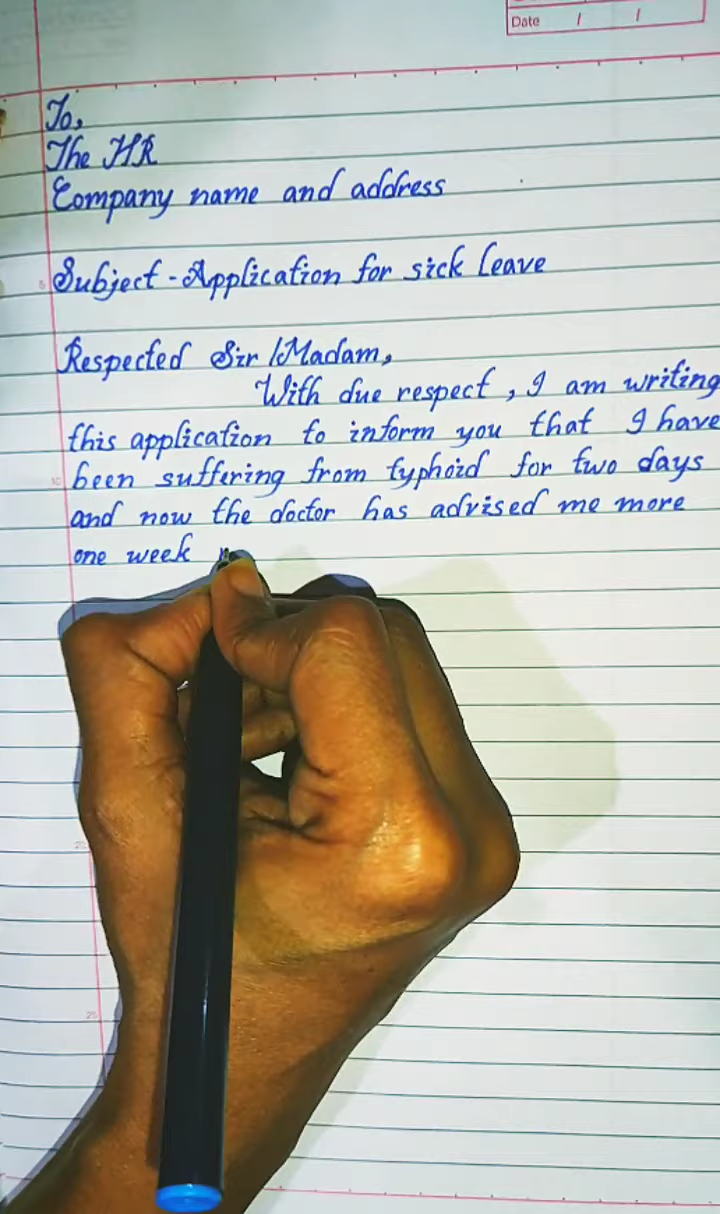 Date / /
To,
The HR
Company name and address
Subject - Application for sick leave
Respected Sir / Madam,
With due respect, I am writing
this application to inform you that I have
been suffering from typhoid for two days
and now the doctor has advised me more
one week